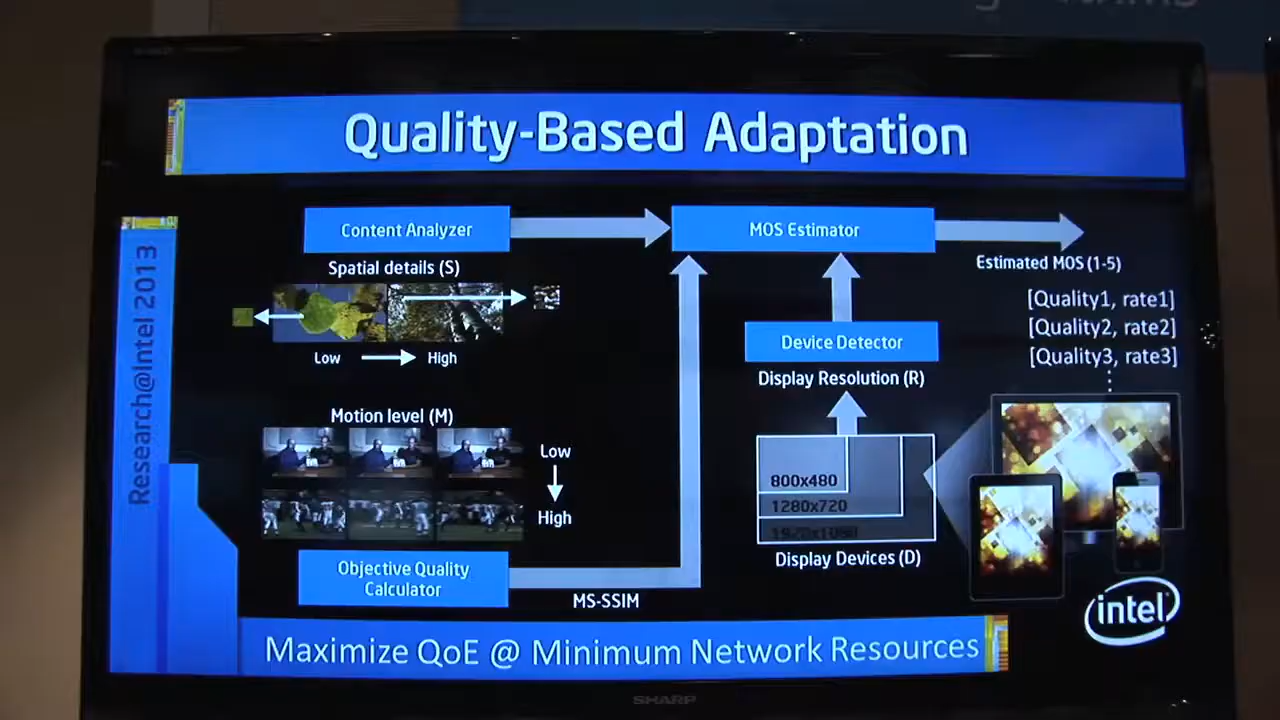 Quality-Based Adaptation
Research@Intel 2013
Content Analyzer
MOS Estimator
Spatial details (S)
Estimated MOS (1-5)
[Quality1, rate1]
[Quality2, rate2]
[Quality3, rate3]
Low
High
Device Detector
Display Resolution (R)
Motion level (M)
Low
High
800x480
1280x720
Display Devices (D)
Objective Quality
Calculator
MS-SSIM
intel
Maximize QoE @ Minimum Network Resources
SHARP